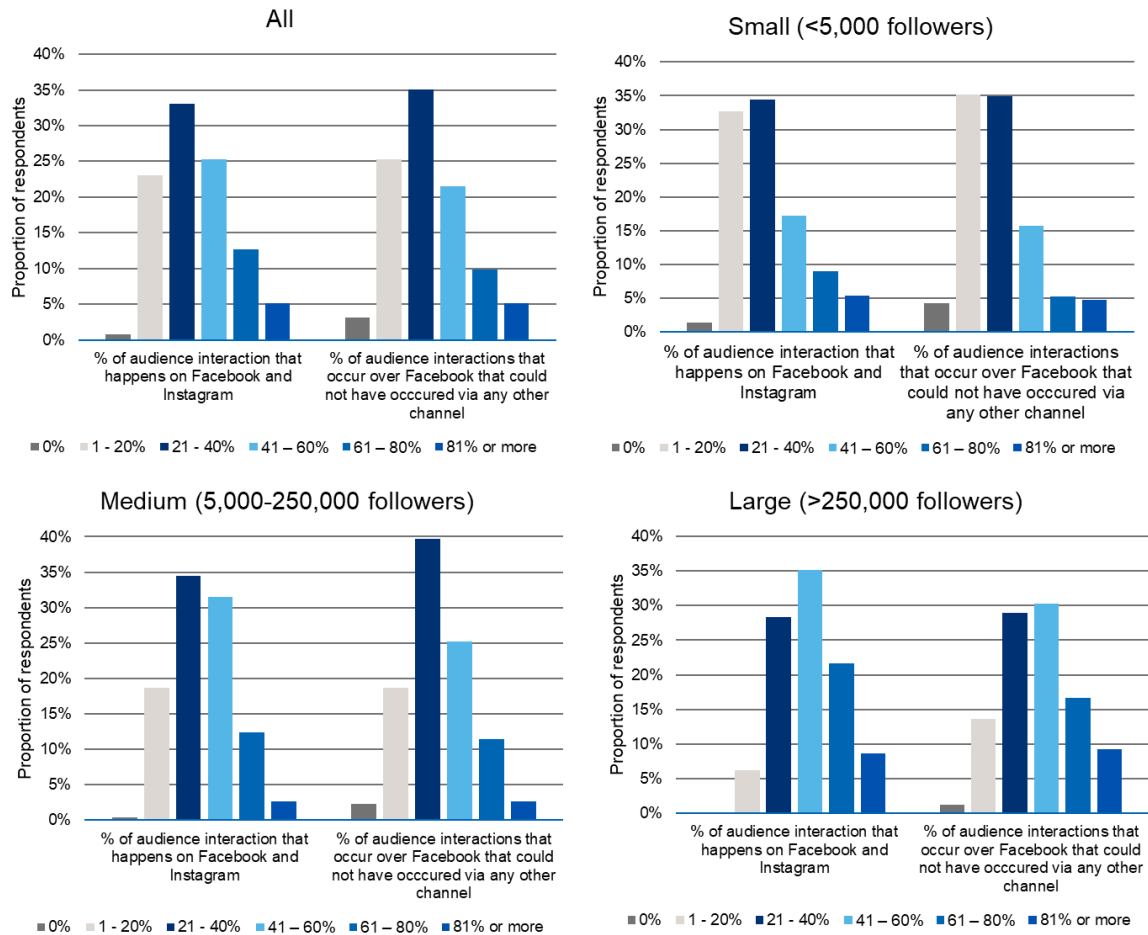 All
Proportion of respondents
40%
35%
30%
25%
20%
15%
10%
5%
0%
% of audience interaction that
happens on Facebook and
Instagram
% of audience interactions that
occur over Facebook that could
not have occcured via any other
channel
0% 1 - 20% 21 - 40% 41 – 60% 61 – 80% 81% or more
Small (<5,000 followers)
Proportion of respondents
40%
35%
30%
25%
20%
15%
10%
5%
0%
% of audience interaction that
happens on Facebook and
Instagram
% of audience interactions
that occur over Facebook that
could not have occcured via
any other channel
0% 1 - 20% 21 - 40% 41 – 60% 61 – 80% 81% or more
Medium (5,000-250,000 followers)
Proportion of respondents
40%
35%
30%
25%
20%
15%
10%
5%
0%
% of audience interaction that
happens on Facebook and
Instagram
% of audience interactions that
occur over Facebook that could
not have occcured via any other
channel
0% 1 - 20% 21 - 40% 41 – 60% 61 – 80% 81% or more
Large (>250,000 followers)
Proportion of respondents
40%
35%
30%
25%
20%
15%
10%
5%
0%
% of audience interaction that
happens on Facebook and
Instagram
% of audience interactions that
occur over Facebook that could
not have occcured via any other
channel
0% 1 - 20% 21 - 40% 41 – 60% 61 – 80% 81% or more